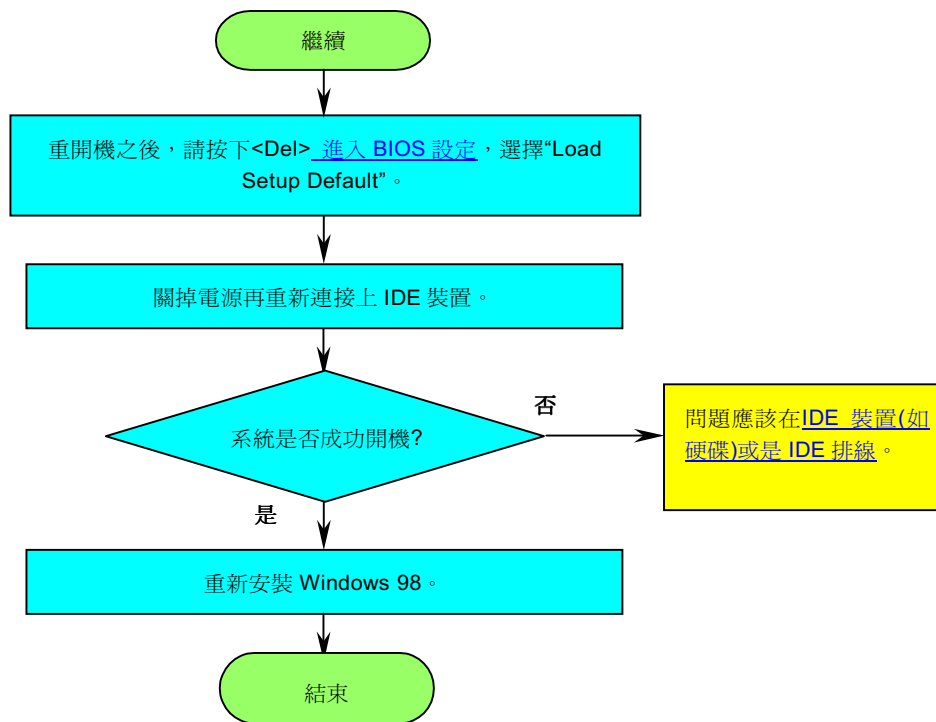 繼續
重開機之後，請按下<Del> 進入 BIOS 設定，選擇“Load
Setup Default”。
關掉電源再重新連接上 IDE 裝置。
系統是否成功開機?
否
問題應該在IDE 裝置(如
硬碟)或是 IDE 排線。
是
重新安裝 Windows 98。
結束